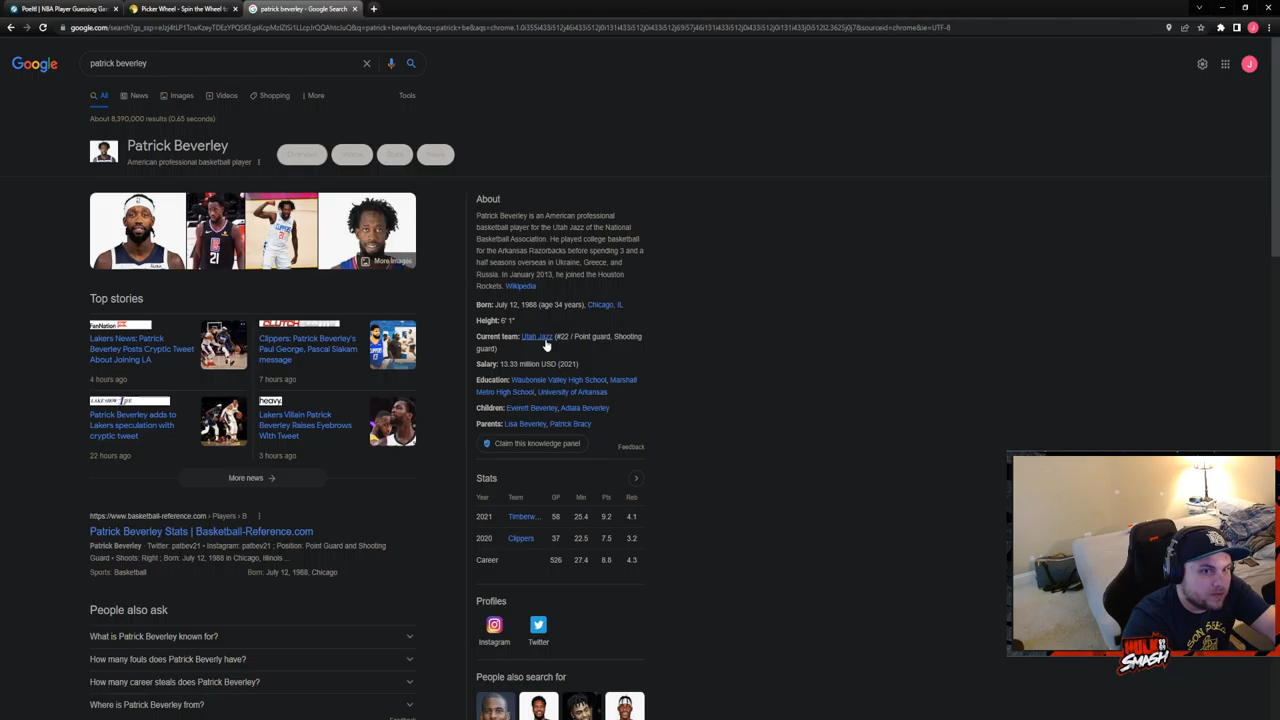 Poeltl | NBA Player Guessing Gam
Picker Wheel - Spin the Wheel to
patrick beverley - Google Search
Google
patrick beverley
All
News
Images
Videos
Shopping
More
Tools
About 8,390,000 results (0.65 seconds)
Patrick Beverley
American professional basketball player
More Images
Top stories
FanNation
Lakers News: Patrick
Beverley Posts Cryptic Tweet
About Joining LA
4 hours ago
Clippers: Patrick Beverley's
Paul George, Pascal Siakam
message
7 hours ago
Patrick Beverley adds to
Lakers speculation with
cryptic tweet
22 hours ago
heavy.
Lakers Villain Patrick
Beverley Raises Eyebrows
With Tweet
3 hours ago
More news
https://www.basketball-reference.com › Players › B
Patrick Beverley Stats | Basketball-Reference.com
Patrick Beverley · Twitter: patbev21 · Instagram: patbev21 ; Position: Point Guard and Shooting
Guard • Shoots: Right ; Born: July 12, 1988 in Chicago, Illinois ...
Sports: Basketball
Born: July 12, 1988, Chicago
People also ask
What is Patrick Beverley known for?
How many fouls does Patrick Beverly have?
How many career steals does Patrick Beverley?
Where is Patrick Beverley from?
Feedback
About
Patrick Beverley is an American professional
basketball player for the Utah Jazz of the National
Basketball Association. He played college basketball
for the Arkansas Razorbacks before spending 3 and a
half seasons overseas in Ukraine, Greece, and
Russia. In January 2013, he joined the Houston
Rockets. Wikipedia
Born: July 12, 1988 (age 34 years), Chicago, IL
Height: 6' 1"
Current team: Utah Jazz (#22 / Point guard, Shooting
guard)
Salary: 13.33 million USD (2021)
Education: Waubonsie Valley High School, Marshall
Metro High School, University of Arkansas
Children: Everett Beverley, Adlaia Beverley
Parents: Lisa Beverley, Patrick Bracy
Claim this knowledge panel
Feedback
Stats
Year Team GP Min Pts Reb
2021 Timberw... 58 25.4 9.2 4.1
2020 Clippers 37 22.5 7.5 3.2
Career 526 27.4 8.8 4.3
Profiles
Instagram
Twitter
People also search for
HULK
SMASH